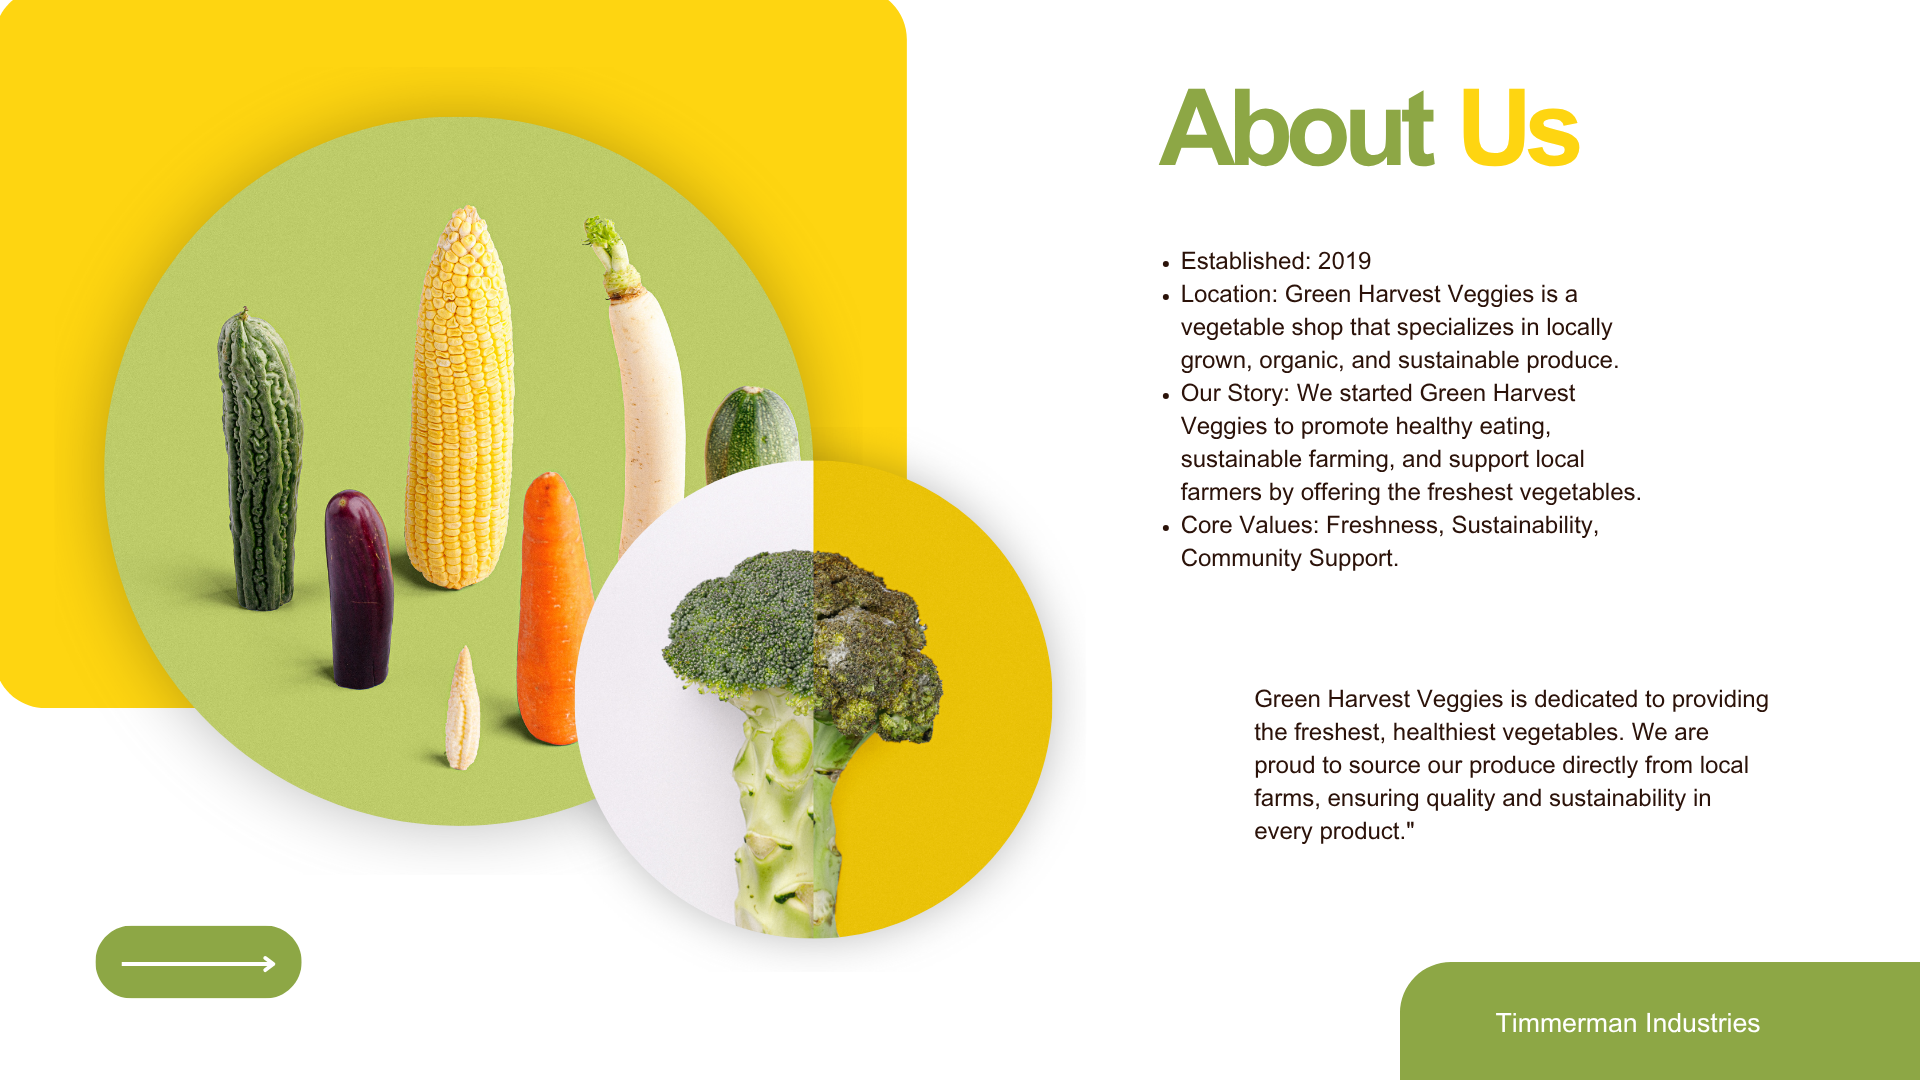 About Us
• Established: 2019
• Location: Green Harvest Veggies is a
vegetable shop that specializes in locally
grown, organic, and sustainable produce.
• Our Story: We started Green Harvest
Veggies to promote healthy eating,
sustainable farming, and support local
farmers by offering the freshest vegetables.
• Core Values: Freshness, Sustainability,
Community Support.
Green Harvest Veggies is dedicated to providing
the freshest, healthiest vegetables. We are
proud to source our produce directly from local
farms, ensuring quality and sustainability in
every product."
Timmerman Industries